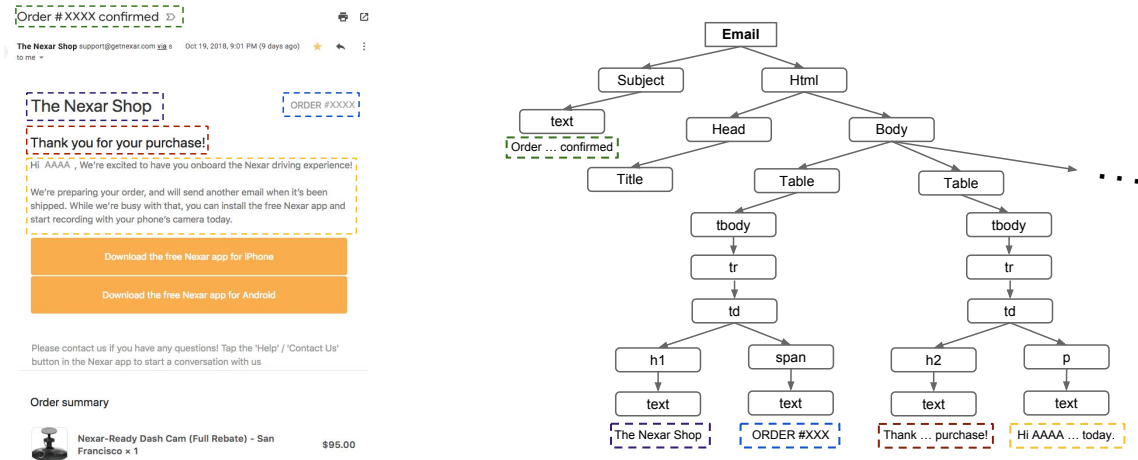 Order # XXXX confirmed
The Nexar Shop support@getnexar.com via s Oct 19, 2018, 9:01 PM (9 days ago)
to me
The Nexar Shop ORDER #XXXX
Thank you for your purchase!
Hi AAAA , We're excited to have you onboard the Nexar driving experience!
We're preparing your order, and will send another email when it's been
shipped. While we're busy with that, you can install the free Nexar app and
start recording with your phone's camera today.
Download the free Nexar app for iPhone
Download the free Nexar app for Android
Please contact us if you have any questions! Tap the 'Help' / 'Contact Us'
button in the Nexar app to start a conversation with us
Order summary
Nexar-Ready Dash Cam (Full Rebate) - San
Francisco × 1
$95.00
Email
Subject Html
text Head Body
Order … confirmed
Title Table Table
tbody tbody
tr tr
td td
h1 span h2 p
text text text text
The Nexar Shop ORDER #XXX Thank … purchase! Hi AAAA … today.